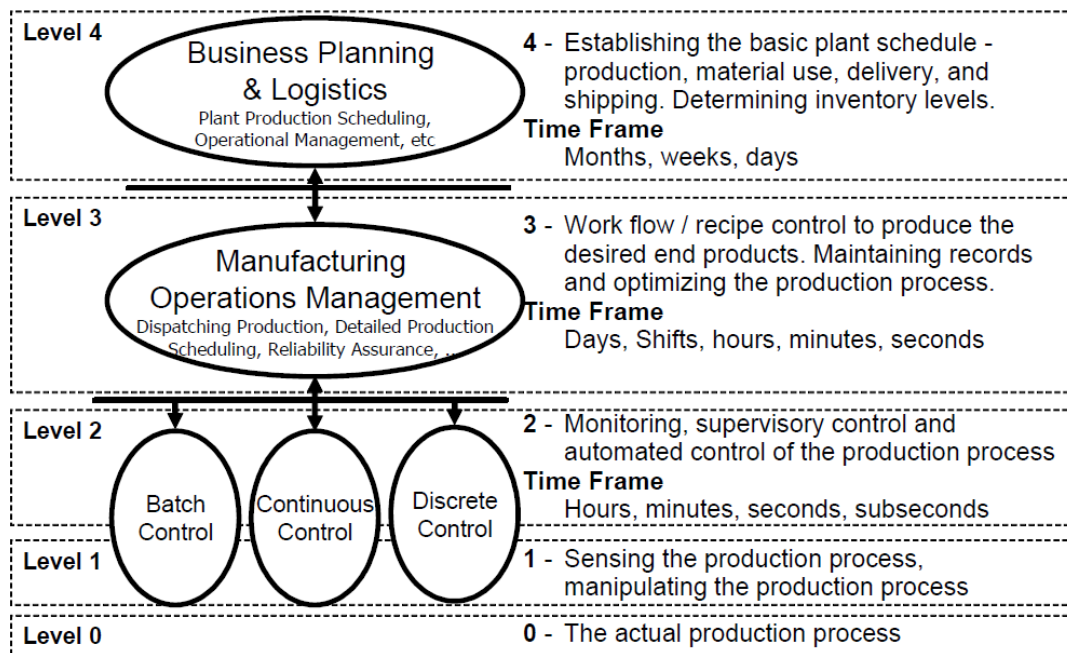 Level 4
Business Planning
& Logistics
Plant Production Scheduling,
Operational Management, etc
4 - Establishing the basic plant schedule -
production, material use, delivery, and
shipping. Determining inventory levels.
Time Frame
Months, weeks, days
Level 3
Manufacturing
Operations Management
Dispatching Production, Detailed Production
Scheduling, Reliability Assurance, ...
3 - Work flow / recipe control to produce the
desired end products. Maintaining records
and optimizing the production process.
Time Frame
Days, Shifts, hours, minutes, seconds
Level 2
Batch
Control
Continuous
Control
Discrete
Control
2 - Monitoring, supervisory control and
automated control of the production process
Time Frame
Hours, minutes, seconds, subseconds
Level 1
1 - Sensing the production process,
manipulating the production process
Level 0
0 - The actual production process